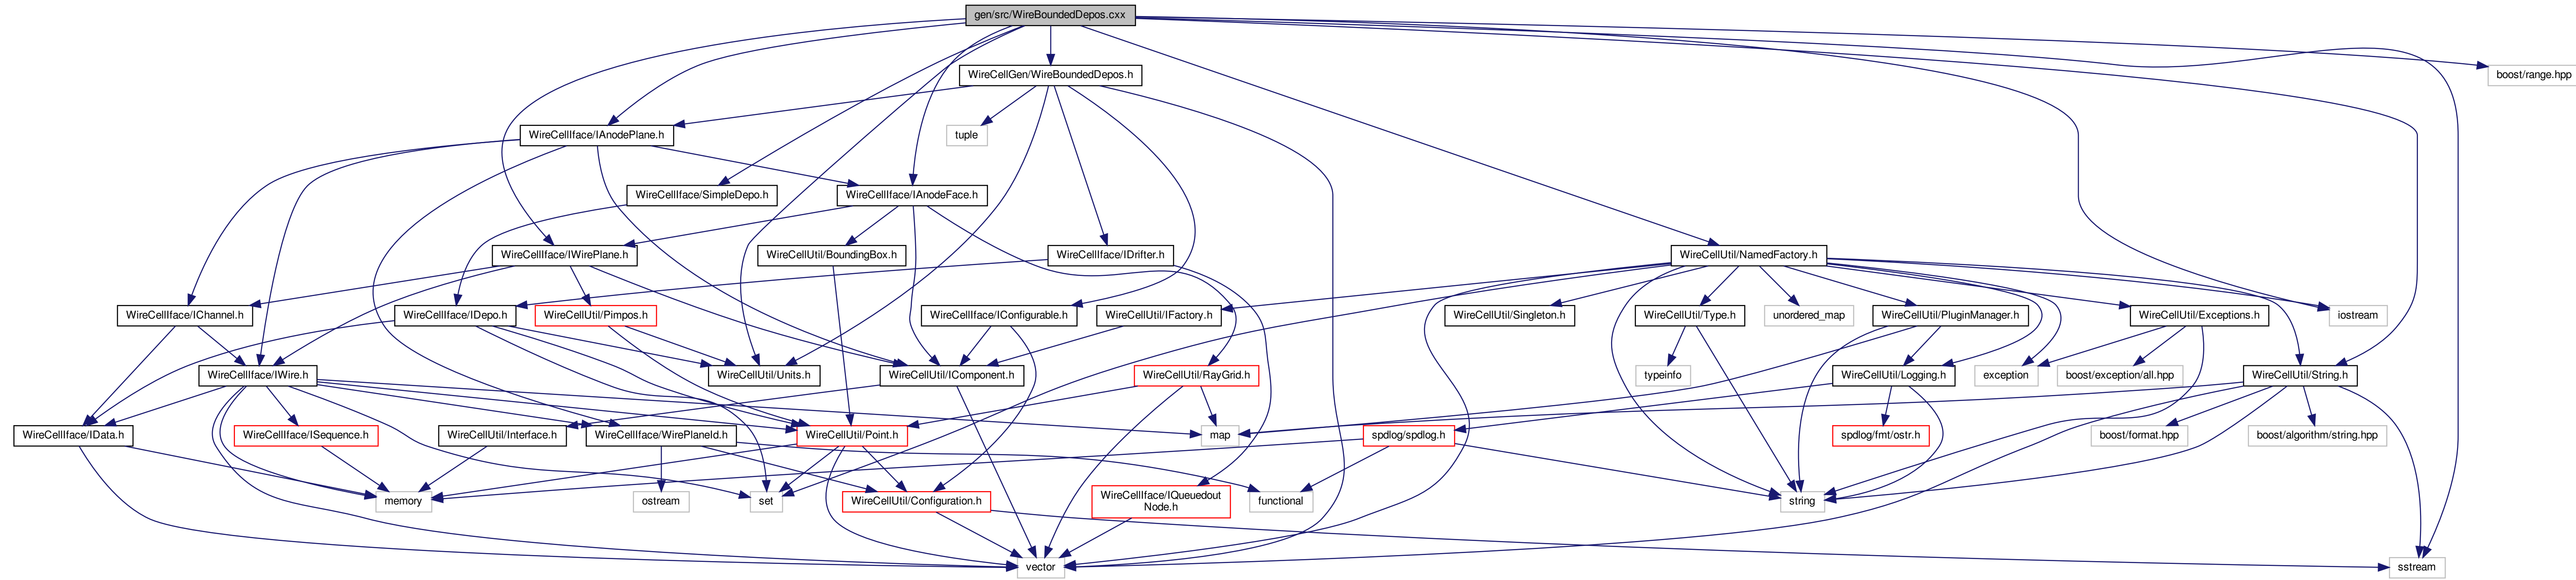 gen/src/WireBoundedDepos.cxx
WireCellGen/WireBoundedDepos.h
boost/range.hpp
WireCellIface/IAnodePlane.h
tuple
WireCellIface/SimpleDepo.h
WireCellIface/IAnodeFace.h
WireCellIface/IWirePlane.h
WireCellUtil/BoundingBox.h
WireCellIface/IDrifter.h
WireCellUtil/NamedFactory.h
WireCellIface/IChannel.h
WireCellIface/IDepo.h
WireCellUtil/Pimpos.h
WireCellIface/IConfigurable.h
WireCellUtil/IFactory.h
WireCellUtil/Singleton.h
WireCellUtil/Type.h
unordered_map
WireCellUtil/PluginManager.h
WireCellUtil/Exceptions.h
iostream
WireCellIface/IWire.h
WireCellUtil/Units.h
WireCellUtil/IComponent.h
WireCellUtil/RayGrid.h
typeinfo
WireCellUtil/Logging.h
exception
boost/exception/all.hpp
WireCellUtil/String.h
WireCellIface/IData.h
WireCellIface/ISequence.h
WireCellUtil/Interface.h
WireCellIface/WirePlaneId.h
WireCellUtil/Point.h
map
spdlog/spdlog.h
spdlog/fmt/ostr.h
boost/format.hpp
boost/algorithm/string.hpp
memory
ostream
set
WireCellUtil/Configuration.h
WireCellIface/IQueuedout
Node.h
functional
string
vector
sstream